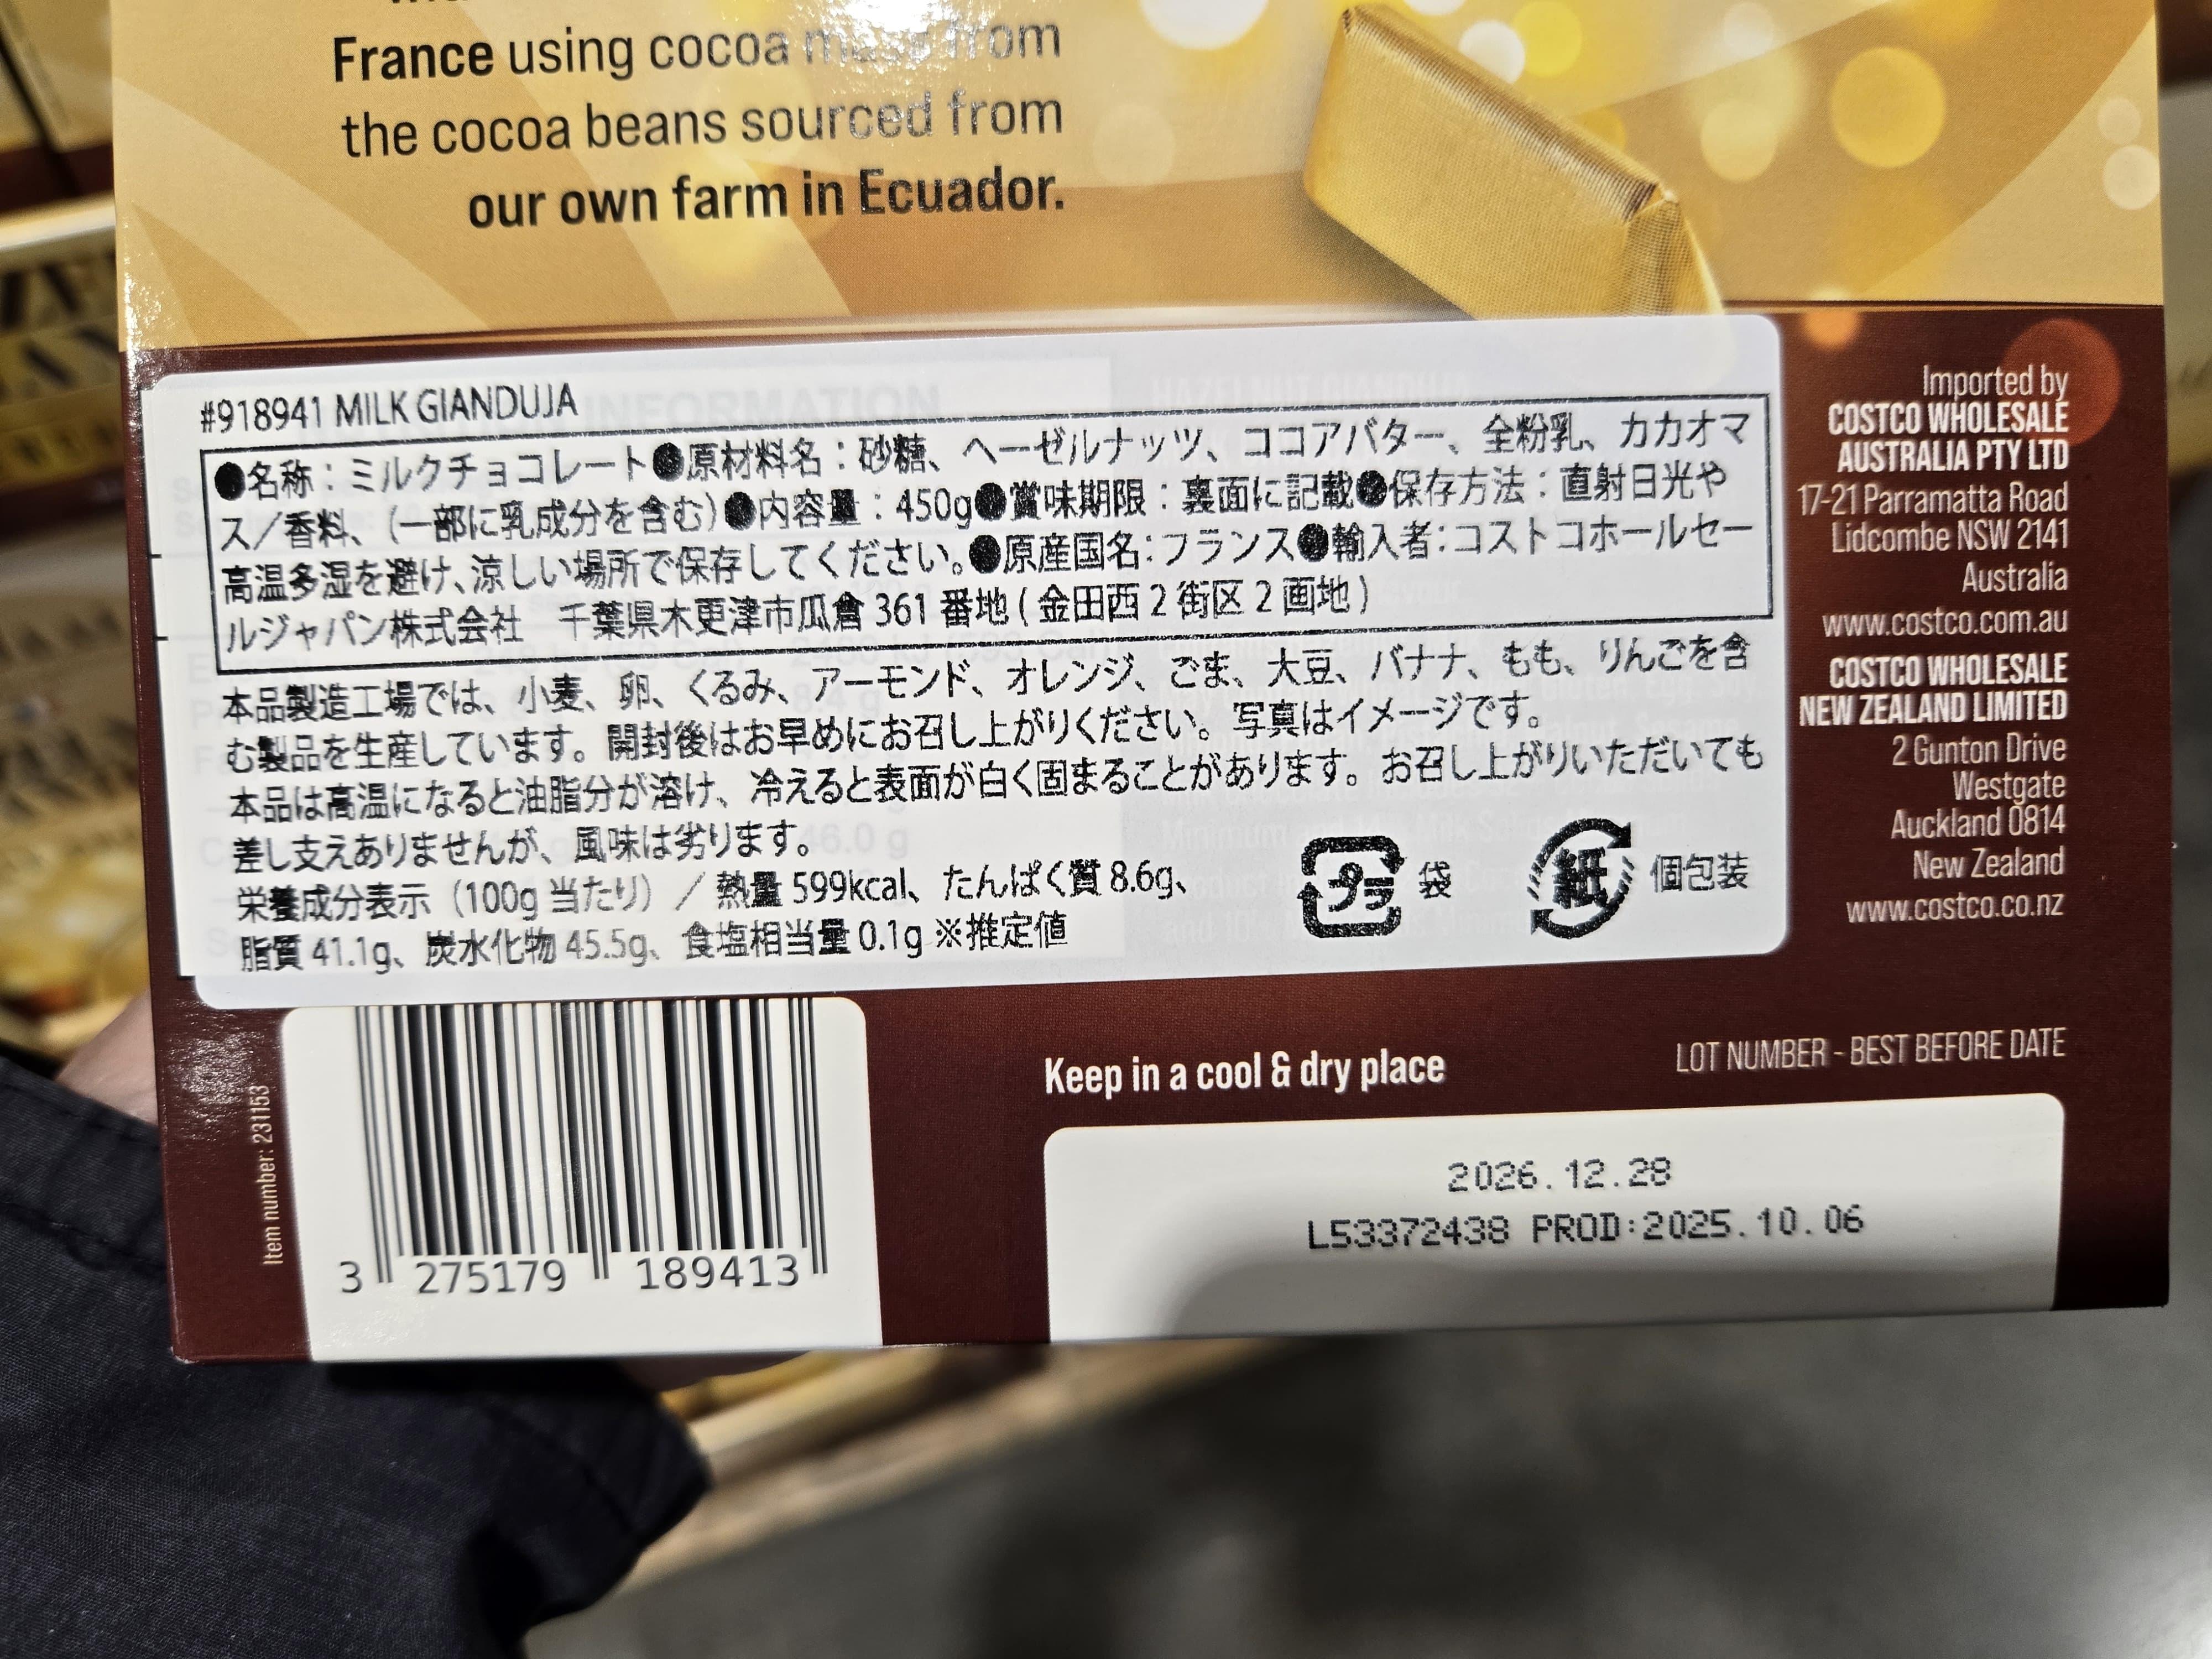 France using cocoa mass from
the cocoa beans sourced from
our own farm in Ecuador.
#918941 MILK GIANDUJA
●名称：ミルクチョコレート●原材料名：砂糖、ヘーゼルナッツ、ココアバター、全粉乳、カカオマ
ス／香料、（一部に乳成分を含む）●内容量：450g●賞味期限：裏面に記載●保存方法：直射日光や
高温多湿を避け、涼しい場所で保存してください。●原産国名：フランス●輸入者：コストコホールセー
ルジャパン株式会社　千葉県木更津市瓜倉 361 番地 ( 金田西 2 街区 2 画地 )
本品製造工場では、小麦、卵、くるみ、アーモンド、オレンジ、ごま、大豆、バナナ、もも、りんごを含
む製品を生産しています。開封後はお早めにお召し上がりください。写真はイメージです。
本品は高温になると油脂分が溶け、冷えると表面が白く固まることがあります。お召し上がりいただいても
差し支えありませんが、風味は劣ります。
栄養成分表示（100g 当たり）／ 熱量 599kcal、たんぱく質 8.6g、
脂質 41.1g、炭水化物 45.5g、食塩相当量 0.1g ※推定値
プラ 袋
紙 個包装
Imported by
COSTCO WHOLESALE
AUSTRALIA PTY LTD
17-21 Parramatta Road
Lidcombe NSW 2141
Australia
www.costco.com.au
COSTCO WHOLESALE
NEW ZEALAND LIMITED
2 Gunton Drive
Westgate
Auckland 0814
New Zealand
www.costco.co.nz
Item number: 231153
3 275179 189413
Keep in a cool & dry place
LOT NUMBER - BEST BEFORE DATE
2026.12.28
L53372438 PROD:2025.10.06